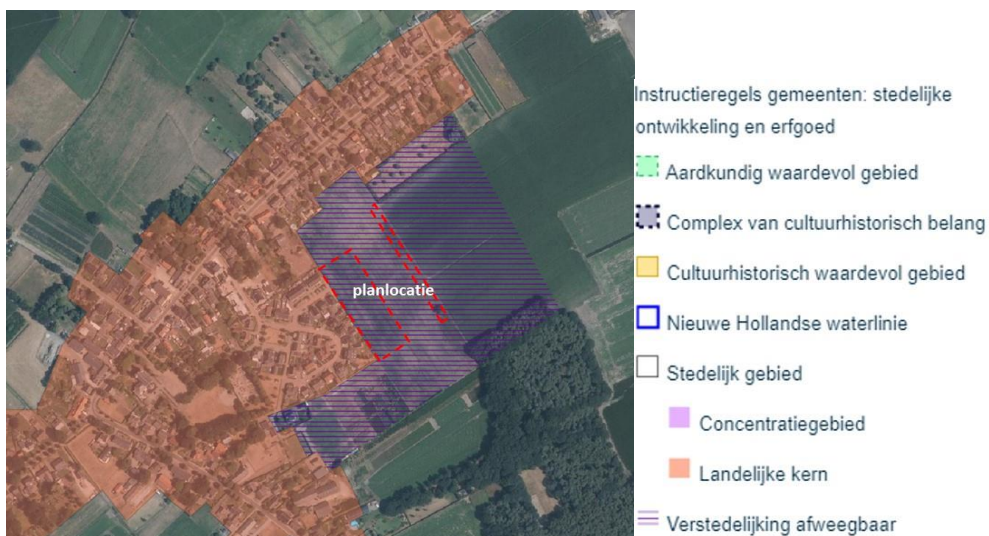 planlocatie
Instructieregels gemeenten: stedelijke
ontwikkeling en erfgoed
Aardkundig waardevol gebied
Complex van cultuurhistorisch belang
Cultuurhistorisch waardevol gebied
Nieuwe Hollandse waterlinie
Stedelijk gebied
Concentratiegebied
Landelijke kern
Verstedelijking afweegbaar